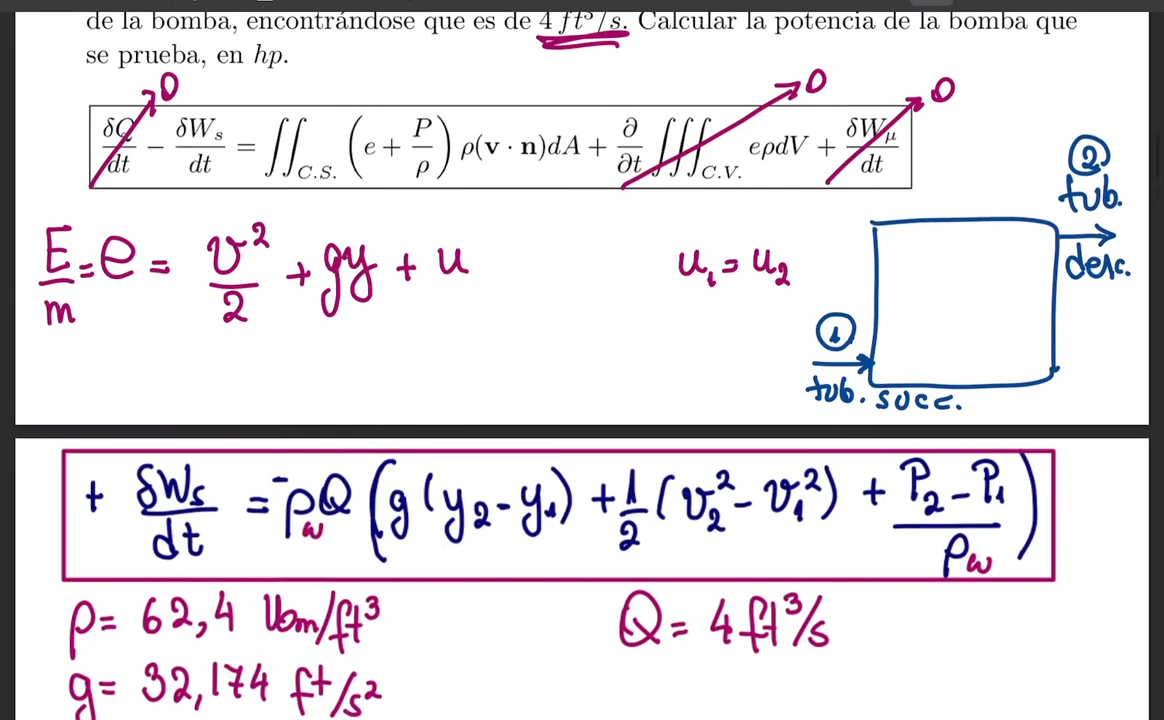 de la bomba, encontrándose que es de 4 ft³/s. Calcular la potencia de la bomba que
se prueba, en hp.
0 0 0
δQ/dt − δWs/dt = ∬C.S. (e + P/ρ) ρ(v · n)dA + ∂/∂t ∭C.V. eρdV + δWμ/dt
E/m = e = v²/2 + gy + u
u₁ = u₂
②
tub.
desc.
①
tub. succ.
+ δWs/dt = -ρwQ (g(y₂-y₁) + 1/2 (v₂² - v₁²) + P₂-P₁/ρw)
ρ= 62,4 lbm/ft³
Q= 4 ft³/s
g= 32,174 ft/s²